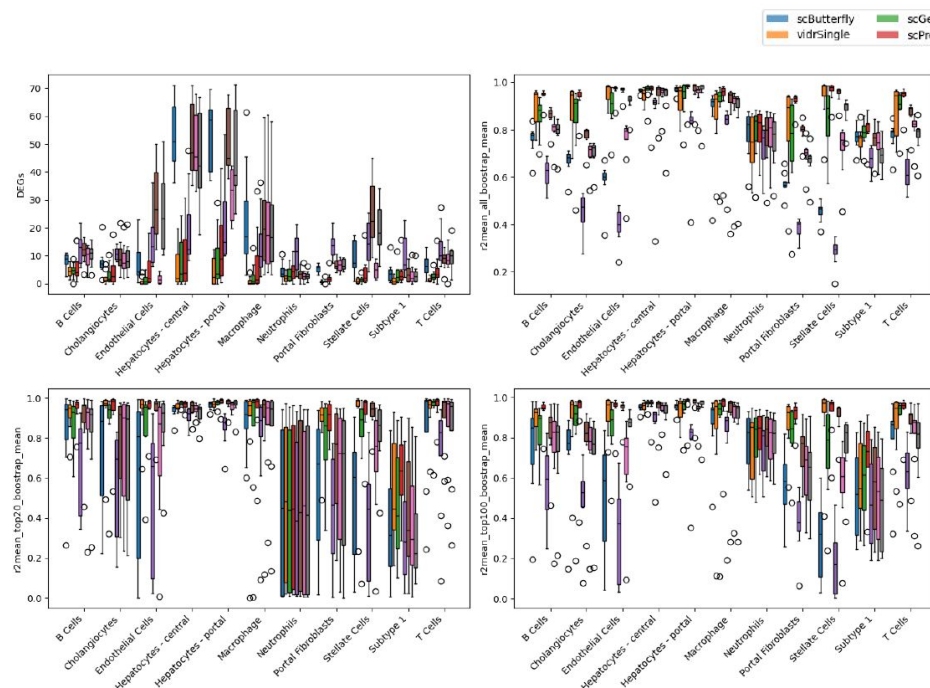 scButterfly
vidrSingle
DEGs
70
60
50
40
30
20
10
0
B Cells
Cholangiocytes
Endothelial Cells
Hepatocytes - central
Hepatocytes - portal
Macrophage
Neutrophils
Portal Fibroblasts
Stellate Cells
Subtype 1
T Cells
r2mean_all_boostrap_mean
1.0
0.8
0.6
0.4
0.2
B Cells
Cholangiocytes
Endothelial Cells
Hepatocytes - central
Hepatocytes - portal
Macrophage
Neutrophils
Portal Fibroblasts
Stellate Cells
Subtype 1
T Cells
r2mean_top20_boostrap_mean
1.0
0.8
0.6
0.4
0.2
0.0
B Cells
Cholangiocytes
Endothelial Cells
Hepatocytes - central
Hepatocytes - portal
Macrophage
Neutrophils
Portal Fibroblasts
Stellate Cells
Subtype 1
T Cells
r2mean_top100_boostrap_mean
1.0
0.8
0.6
0.4
0.2
0.0
B Cells
Cholangiocytes
Endothelial Cells
Hepatocytes - central
Hepatocytes - portal
Macrophage
Neutrophils
Portal Fibroblasts
Stellate Cells
Subtype 1
T Cells